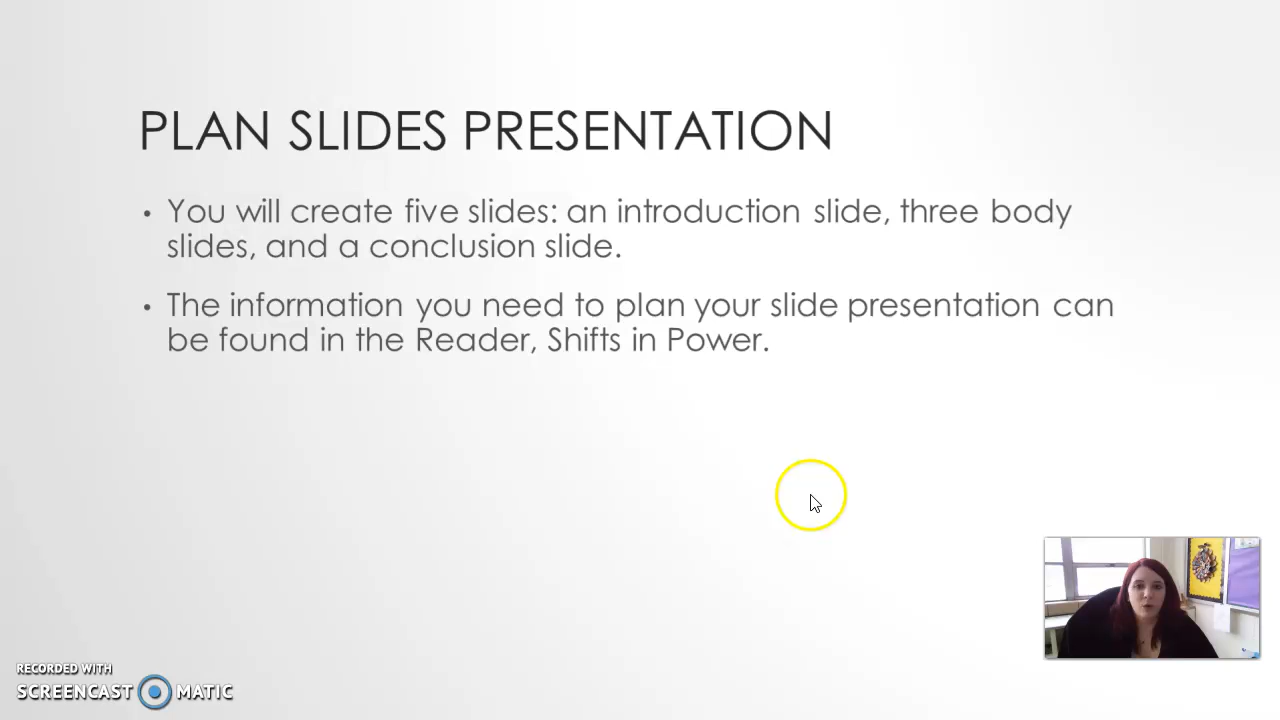 PLAN SLIDES PRESENTATION
• You will create five slides: an introduction slide, three body
slides, and a conclusion slide.
• The information you need to plan your slide presentation can
be found in the Reader, Shifts in Power.
RECORDED WITH
SCREENCAST MATIC